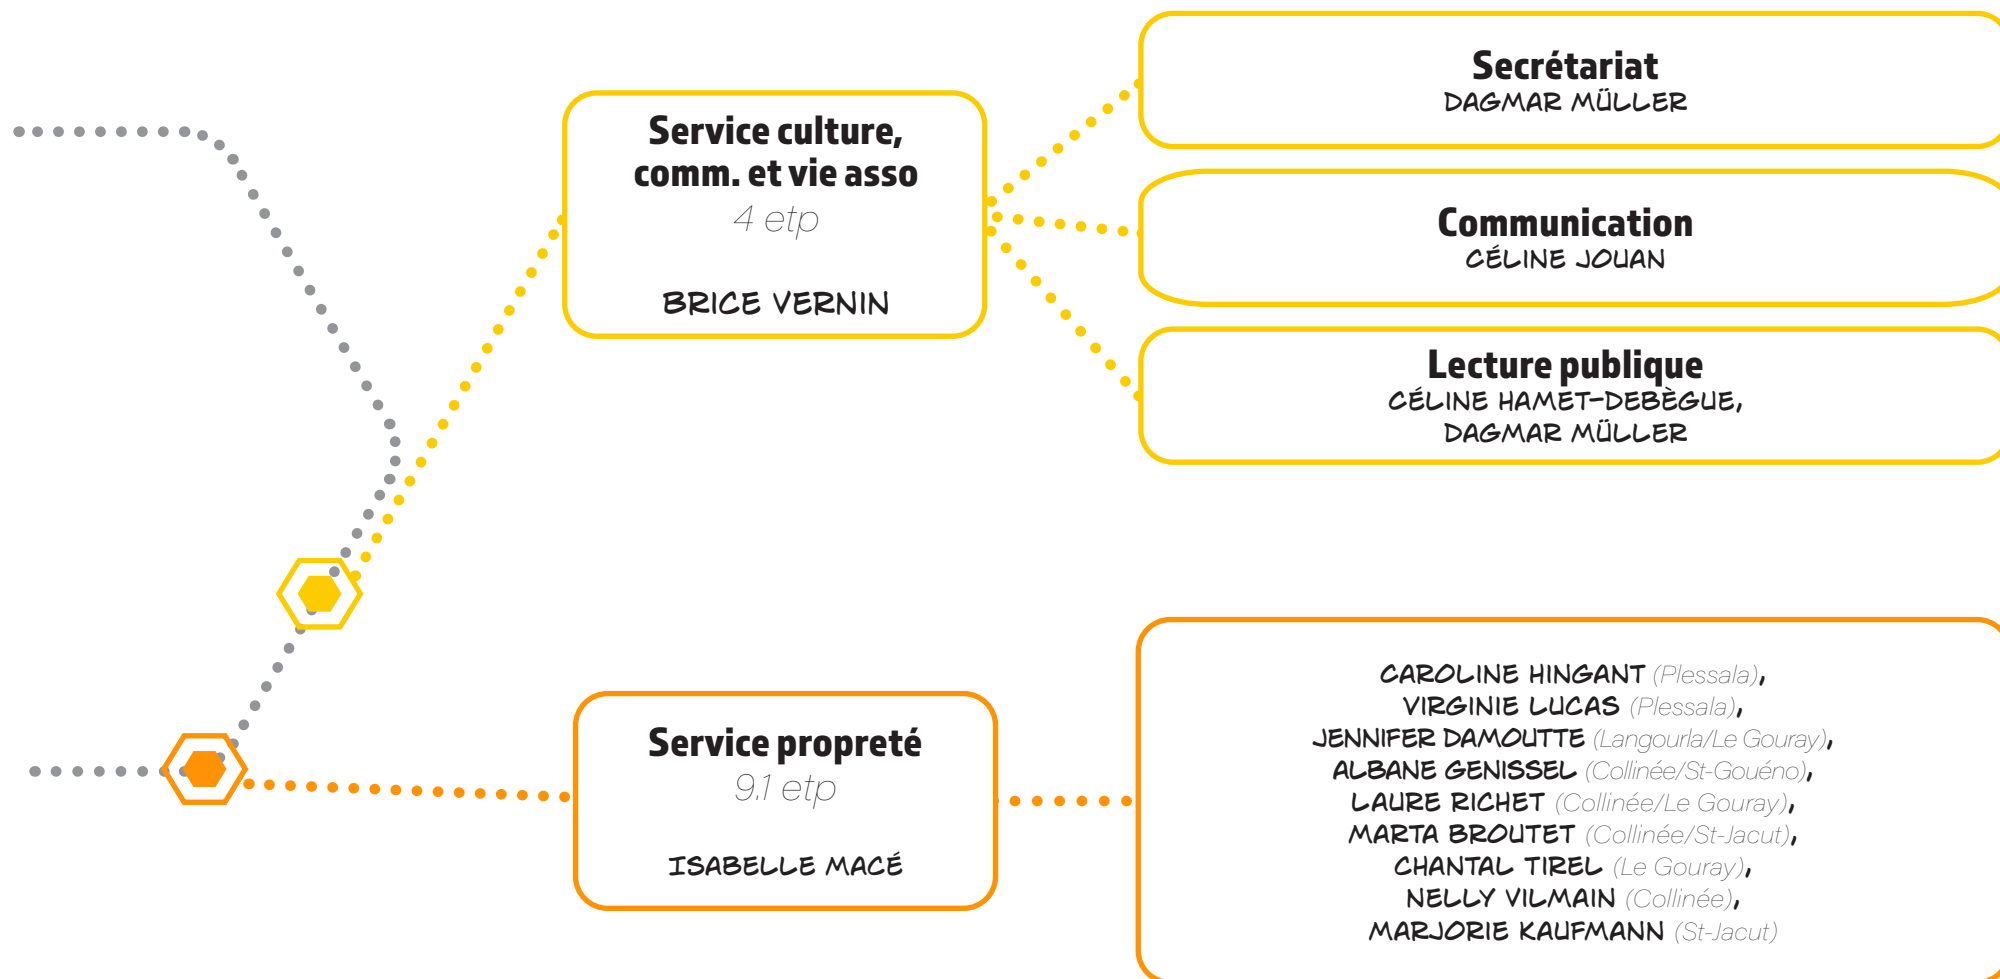 Service culture,
comm. et vie asso
4 etp
BRICE VERNIN
Secrétariat
DAGMAR MÜLLER
Communication
CÉLINE JOUAN
Lecture publique
CÉLINE HAMET-DEBÈGUE,
DAGMAR MÜLLER
Service propreté
9.1 etp
ISABELLE MACÉ
CAROLINE HINGANT (Plessala),
VIRGINIE LUCAS (Plessala),
JENNIFER DAMOUTTE (Langourla/Le Gouray),
ALBANE GENISSEL (Collinée/St-Gouéno),
LAURE RICHET (Collinée/Le Gouray),
MARTA BROUTET (Collinée/St-Jacut),
CHANTAL TIREL (Le Gouray),
NELLY VILMAIN (Collinée),
MARJORIE KAUFMANN (St-Jacut)